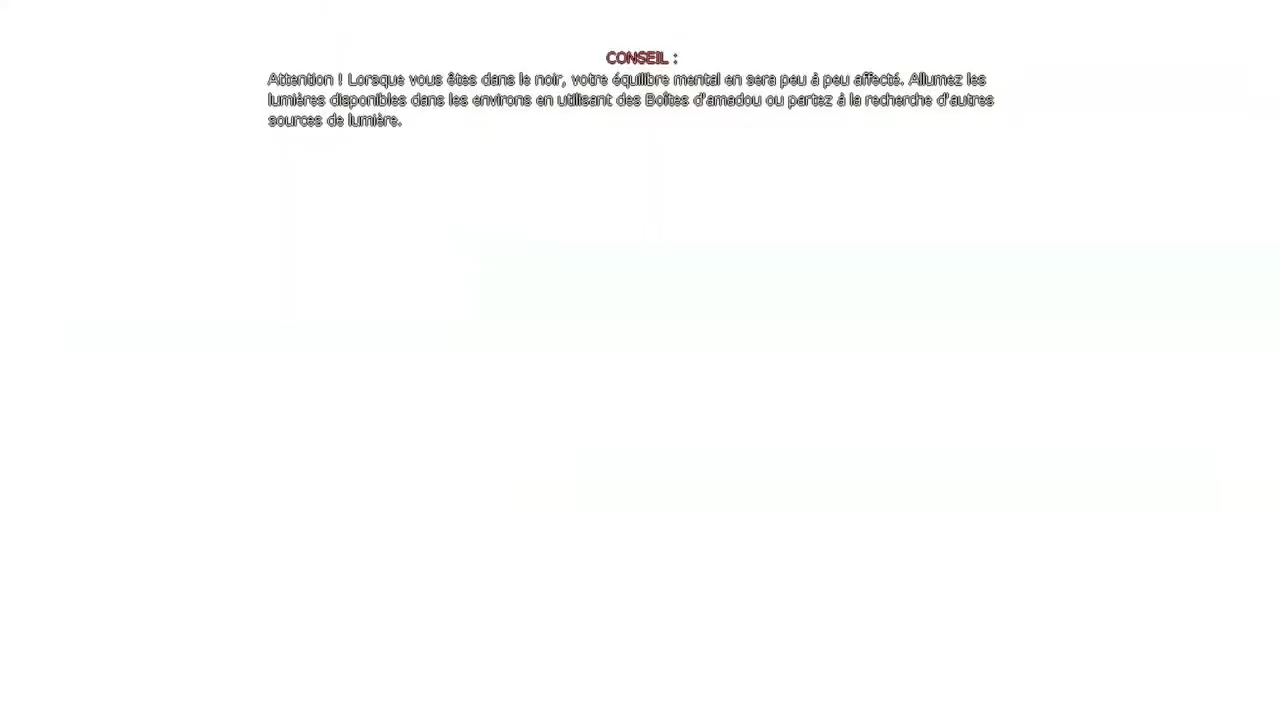 CONSEIL :
Attention ! Lorsque vous êtes dans le noir, votre équilibre mental en sera peu à peu affecté. Allumez les
lumières disponibles dans les environs en utilisant des Boîtes d'amadou ou partez à la recherche d'autres
sources de lumière.